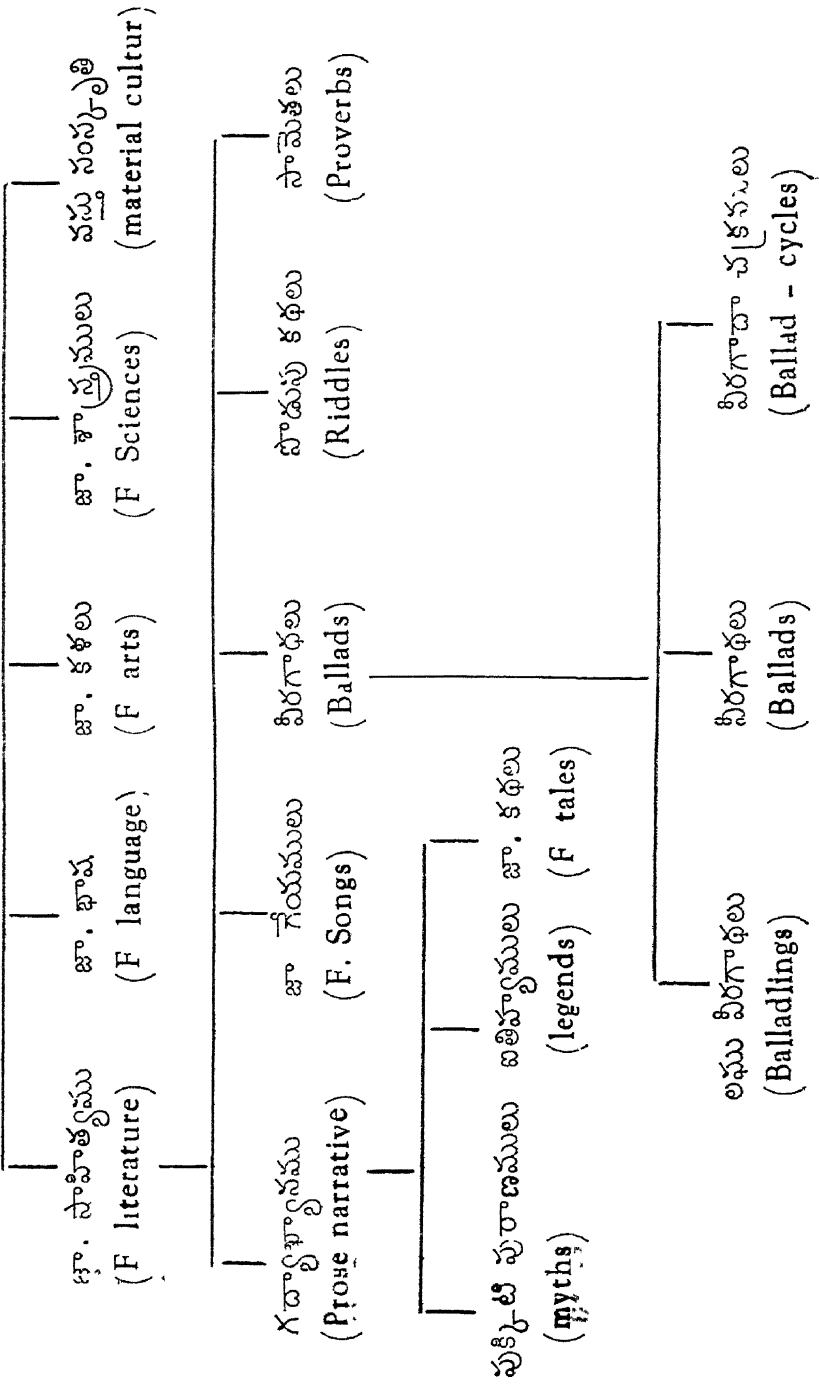 జా. సాహిత్యము
(F literature)
జా. భాష
(F language)
జా. కళలు
(F arts)
జా. శాస్త్రములు
(F Sciences)
వస్తు సంస్కృతి
(material cultur)
గద్యాఖ్యానము
(Prose narrative)
జా గేయములు
(F. Songs)
వీరగాథలు
(Ballads)
పొడుపు కథలు
(Riddles)
సామెతలు
(Proverbs)
పుక్కిటి పురాణములు
(myths)
ఐతిహ్యములు
(legends)
జా. కథలు
(F tales)
లఘు వీరగాథలు
(Balladlings)
వీరగాథలు
(Ballads)
వీరగాథా చక్రములు
(Ballad - cycles)